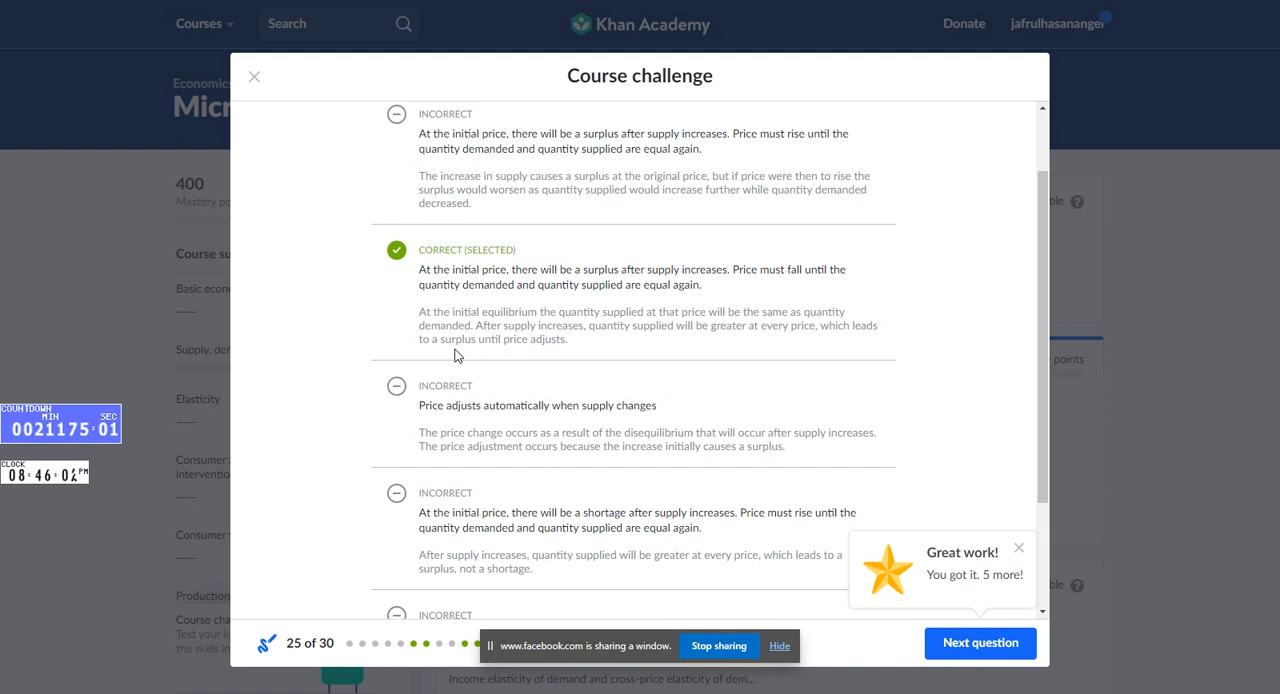 Courses
Search
Khan Academy
Donate
jafrulhasananger
Economics
Micr
Course challenge
400
Mastery po
Course su
Basic econ
Supply, de
Elasticity
Consumer
interventio
Consumer
Production
Course cha
Test your k
the skills in
INCORRECT
At the initial price, there will be a surplus after supply increases. Price must rise until the
quantity demanded and quantity supplied are equal again.
The increase in supply causes a surplus at the original price, but if price were then to rise the
surplus would worsen as quantity supplied would increase further while quantity demanded
decreased.
CORRECT (SELECTED)
At the initial price, there will be a surplus after supply increases. Price must fall until the
quantity demanded and quantity supplied are equal again.
At the initial equilibrium the quantity supplied at that price will be the same as quantity
demanded. After supply increases, quantity supplied will be greater at every price, which leads
to a surplus until price adjusts.
INCORRECT
Price adjusts automatically when supply changes
The price change occurs as a result of the disequilibrium that will occur after supply increases.
The price adjustment occurs because the increase initially causes a surplus.
INCORRECT
At the initial price, there will be a shortage after supply increases. Price must rise until the
quantity demanded and quantity supplied are equal again.
After supply increases, quantity supplied will be greater at every price, which leads to a
surplus, not a shortage.
INCORRECT
ble
points
ble
Great work!
You got it. 5 more!
COUNTDOWN
MIN SEC
0021175:01
CLOCK
PM
25 of 30
www.facebook.com is sharing a window.
Stop sharing
Hide
Next question
Income elasticity of demand and cross-price elasticity of dem...